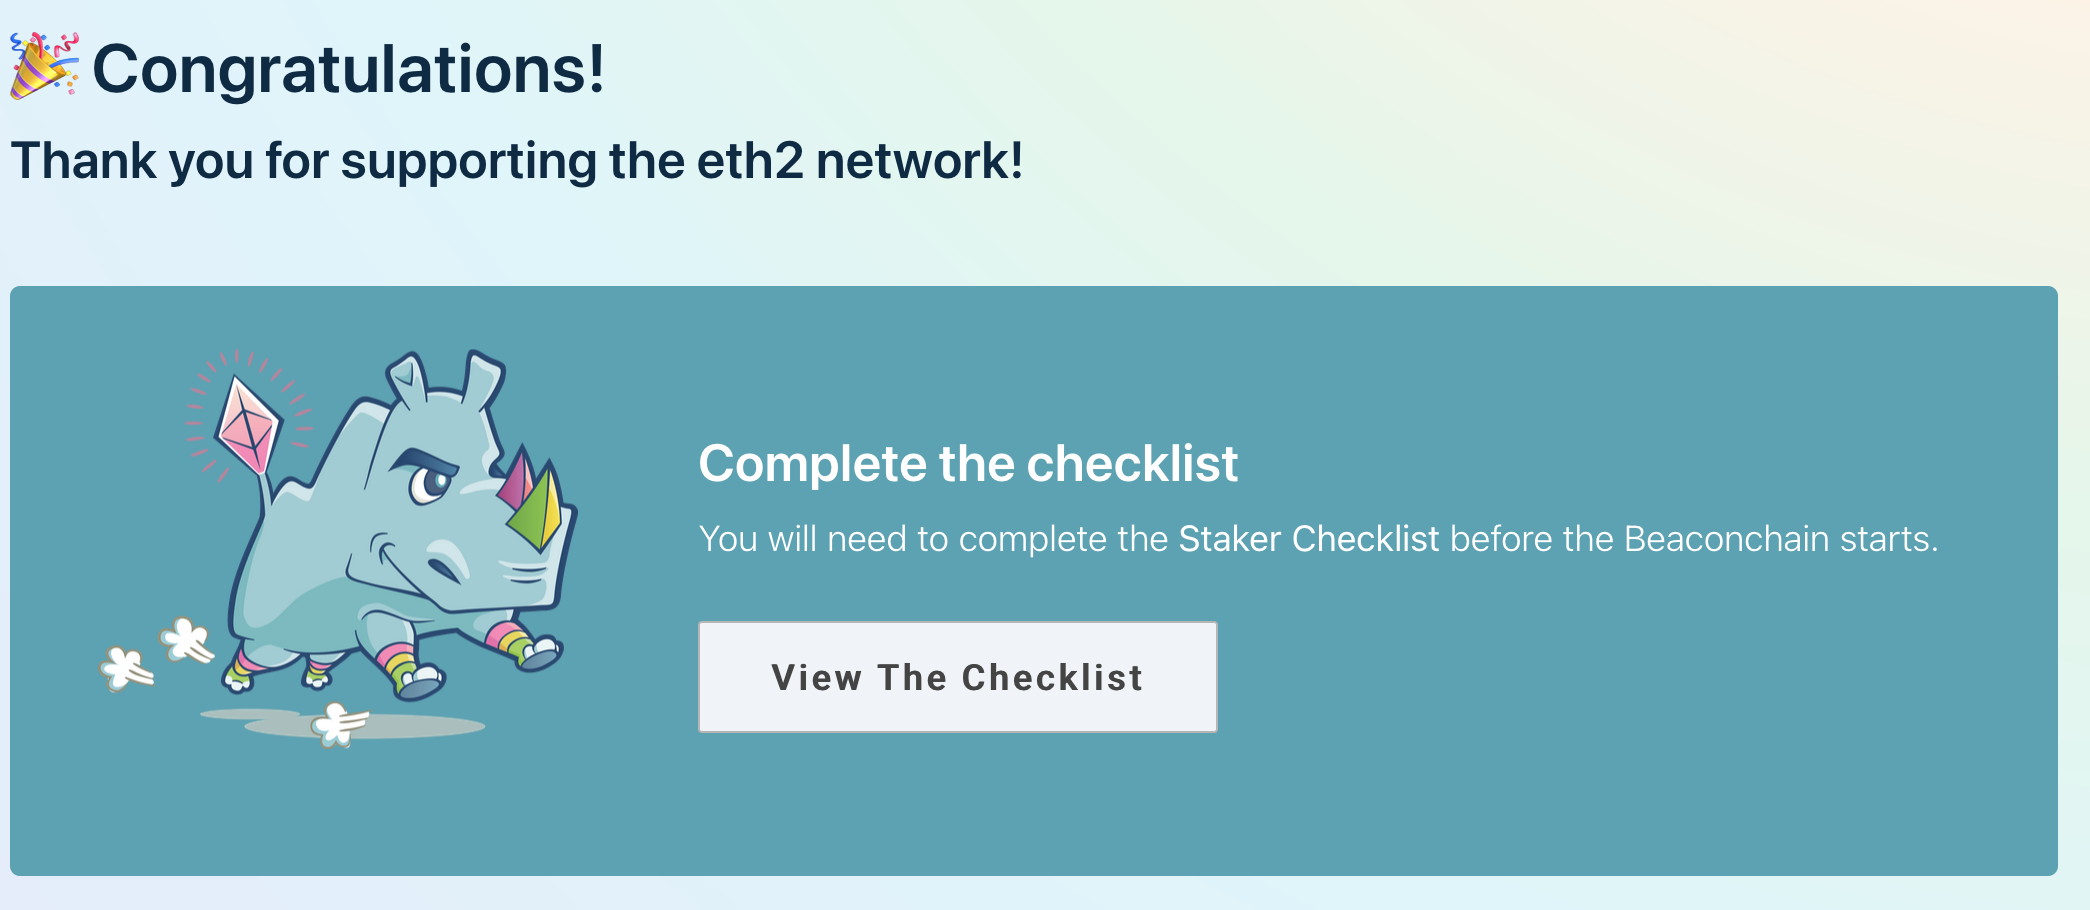 🎉 Congratulations!
Thank you for supporting the eth2 network!
Complete the checklist
You will need to complete the Staker Checklist before the Beaconchain starts.
View The Checklist